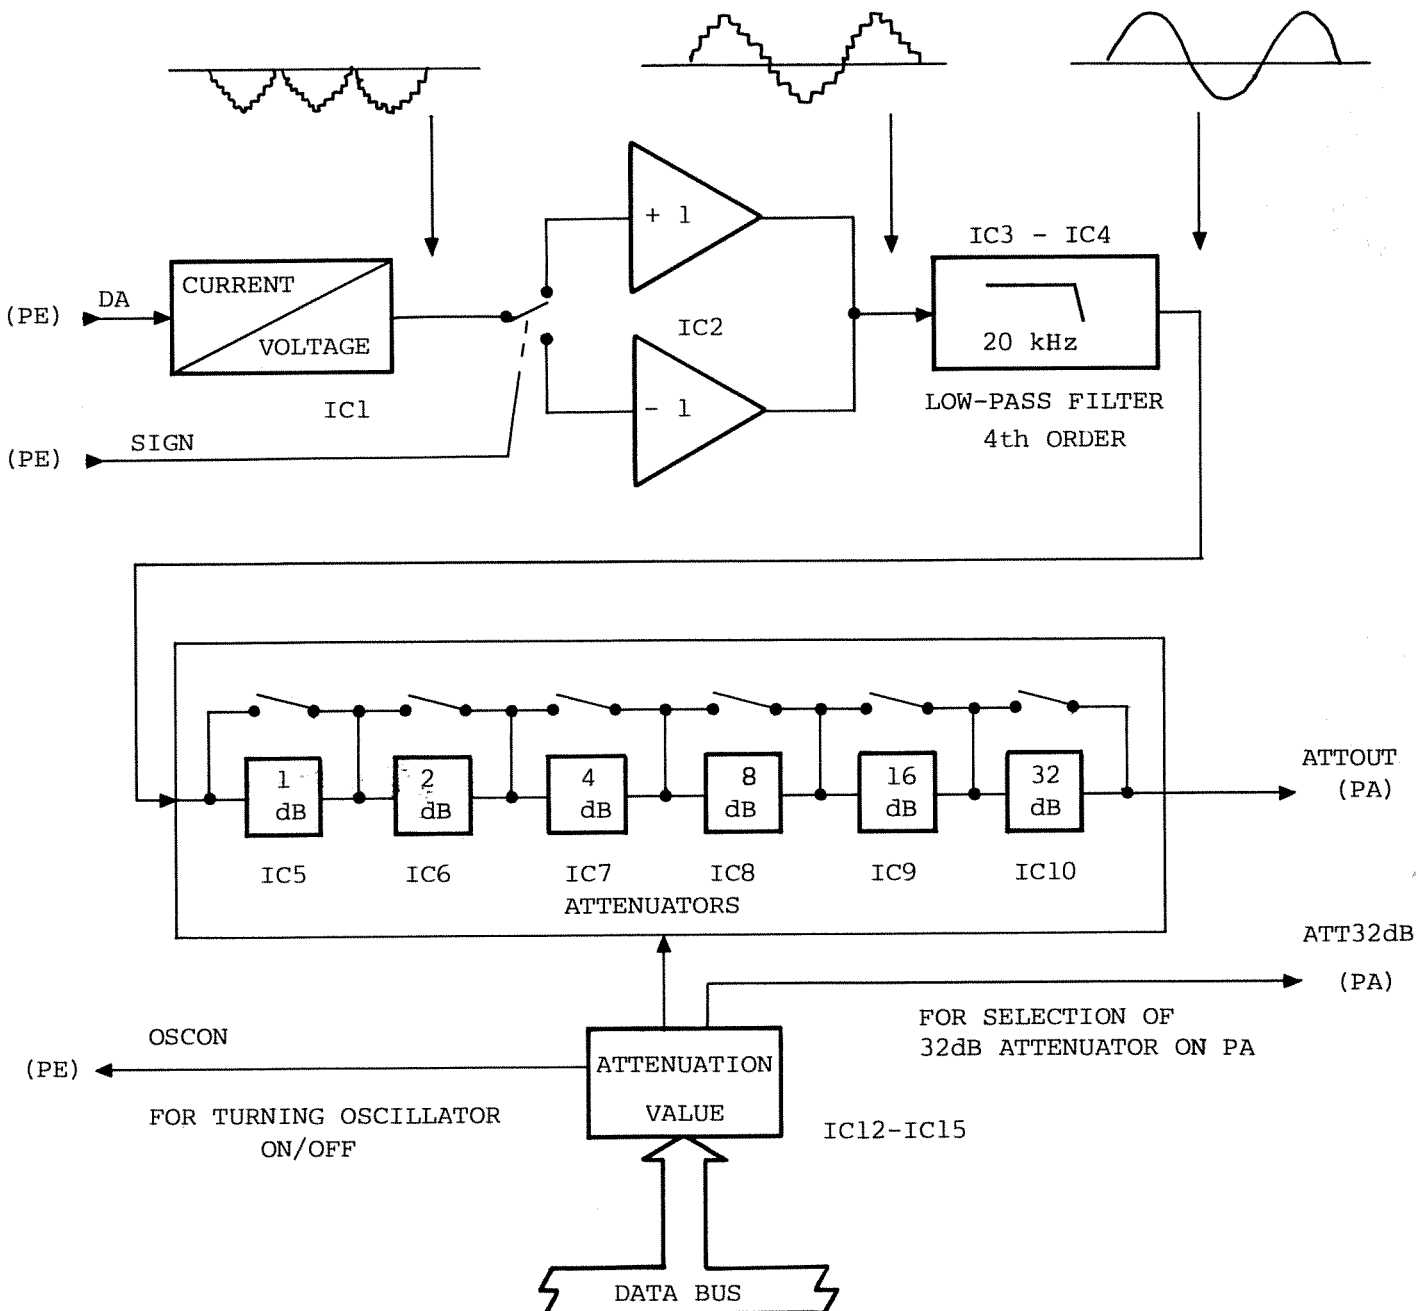 + 1
IC3 - IC4
CURRENT
VOLTAGE
(PE)
DA
IC2
20 kHz
IC1
- 1
LOW-PASS FILTER
4th ORDER
(PE)
SIGN
1
dB
2
dB
4
dB
8
dB
16
dB
32
dB
ATTOUT
(PA)
IC5
IC6
IC7
IC8
IC9
IC10
ATTENUATORS
ATT32dB
(PA)
FOR SELECTION OF
32dB ATTENUATOR ON PA
OSCON
(PE)
FOR TURNING OSCILLATOR
ON/OFF
ATTENUATION
VALUE
IC12-IC15
DATA BUS